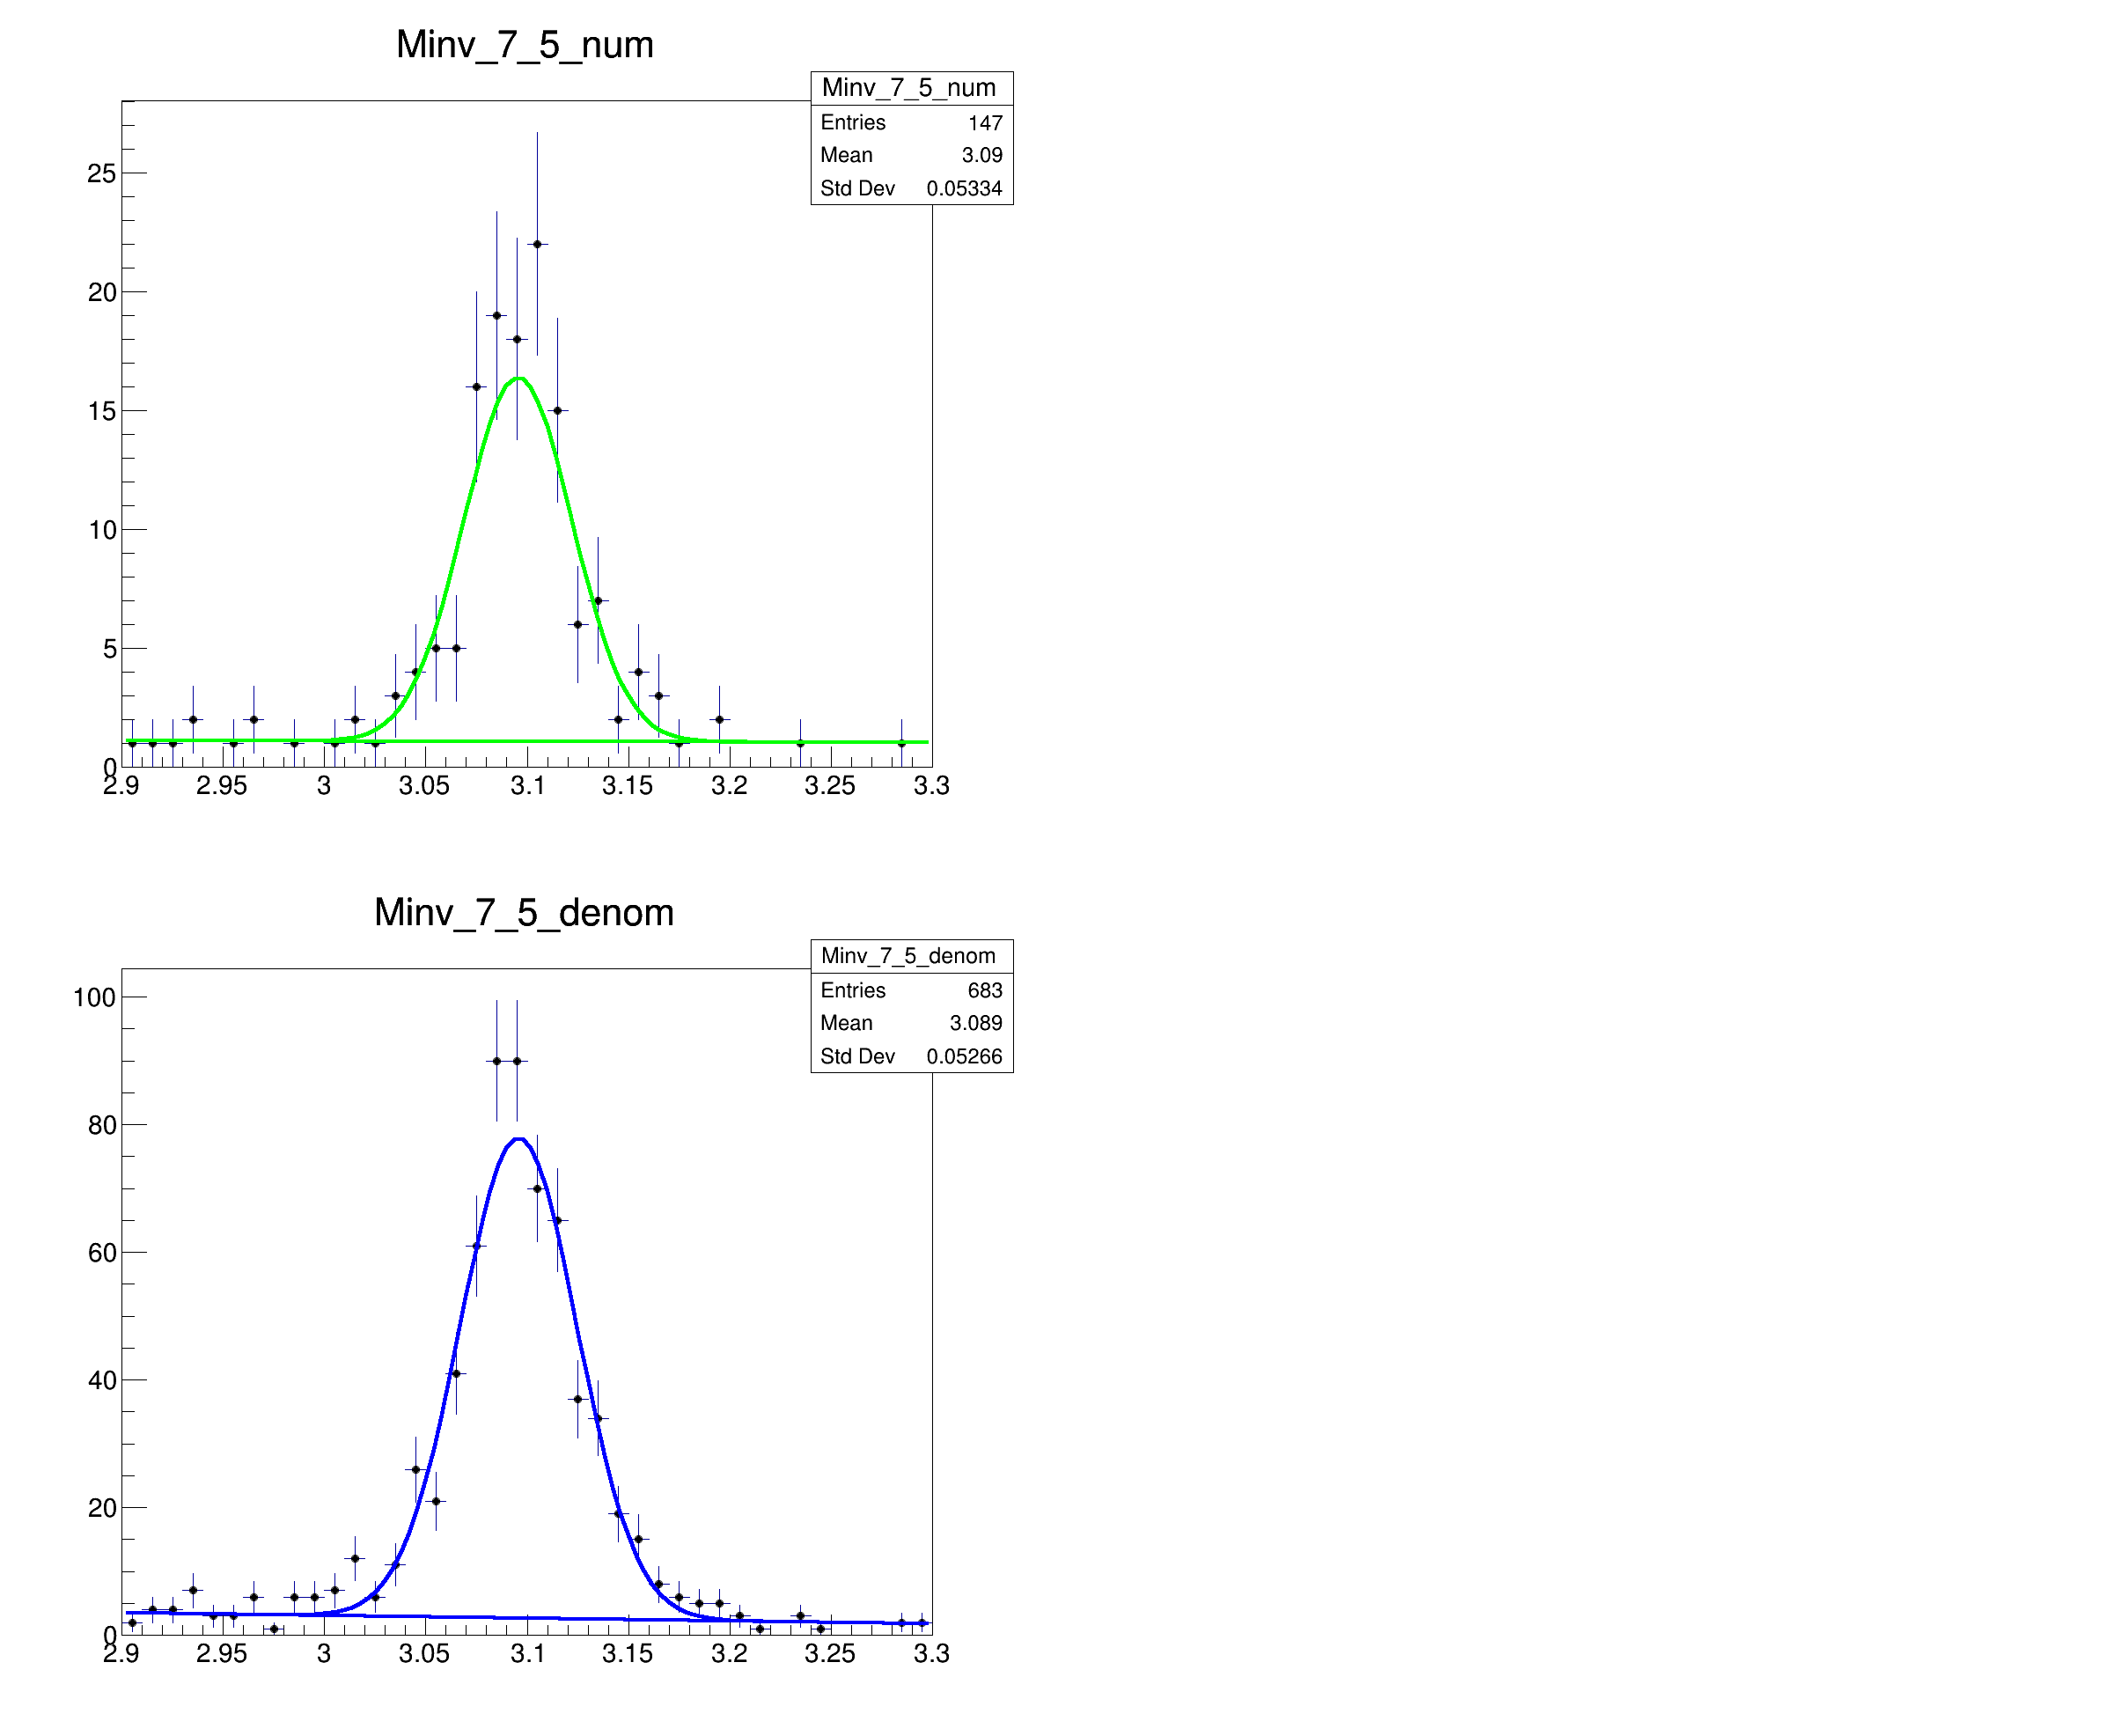 Minv_7_5_num
Minv_7_5_num
Entries 147
Mean 3.09
Std Dev 0.05334
25
20
15
10
5
0
2.9 2.95 3 3.05 3.1 3.15 3.2 3.25 3.3
Minv_7_5_denom
Minv_7_5_denom
Entries 683
Mean 3.089
Std Dev 0.05266
100
80
60
40
20
0
2.9 2.95 3 3.05 3.1 3.15 3.2 3.25 3.3